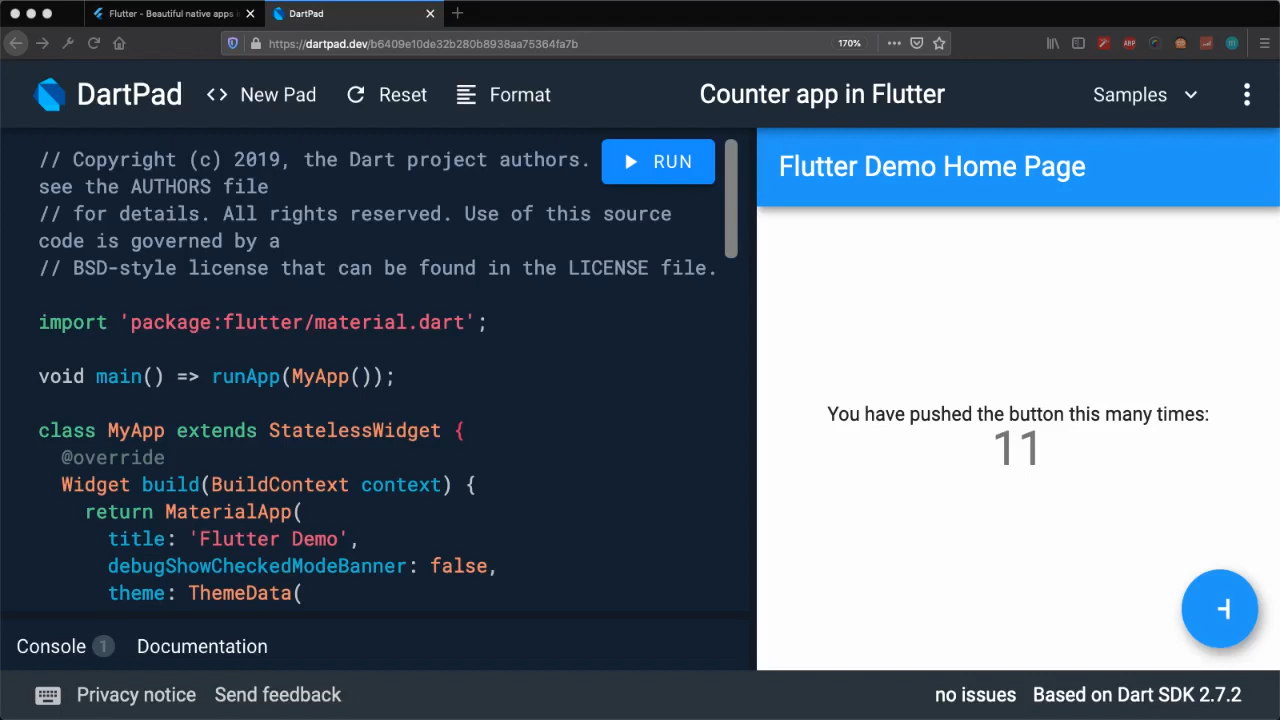 Flutter - Beautiful native apps
DartPad
https://dartpad.dev/b6409e10de32b280b8938aa75364fa7b
170%
ABP
DartPad
<> New Pad
Reset
Format
Counter app in Flutter
Samples
// Copyright (c) 2019, the Dart project authors.
see the AUTHORS file
// for details. All rights reserved. Use of this source
code is governed by a
// BSD-style license that can be found in the LICENSE file.
import 'package:flutter/material.dart';
void main() => runApp(MyApp());
class MyApp extends StatelessWidget {
@override
Widget build(BuildContext context) {
return MaterialApp(
title: 'Flutter Demo',
debugShowCheckedModeBanner: false,
theme: ThemeData(
RUN
Flutter Demo Home Page
You have pushed the button this many times:
11
Console 1
Documentation
Privacy notice
Send feedback
no issues
Based on Dart SDK 2.7.2